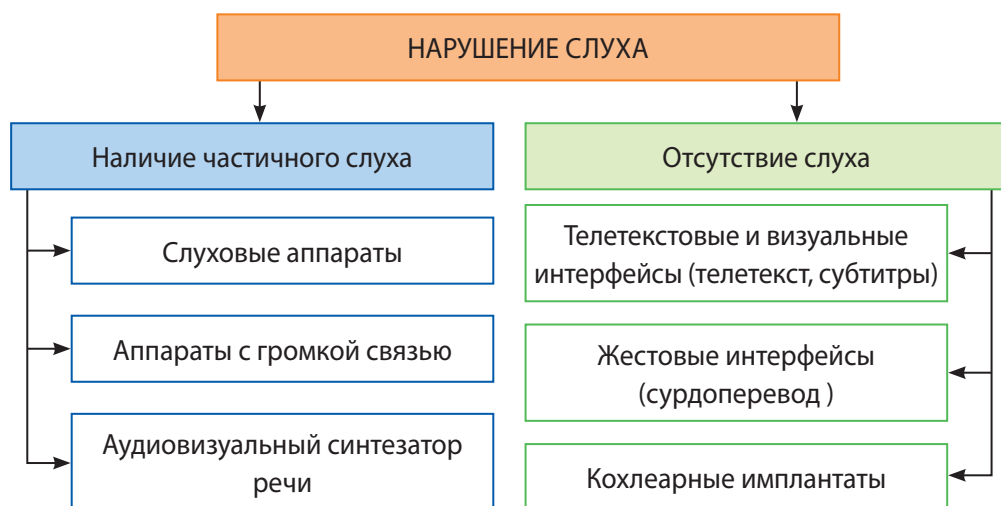 НАРУШЕНИЕ СЛУХА
Наличие частичного слуха
Слуховые аппараты
Аппараты с громкой связью
Аудиовизуальный синтезатор
речи
Отсутствие слуха
Телетекстовые и визуальные
интерфейсы (телетекст, субтитры)
Жестовые интерфейсы
(сурдоперевод )
Кохлеарные имплантаты